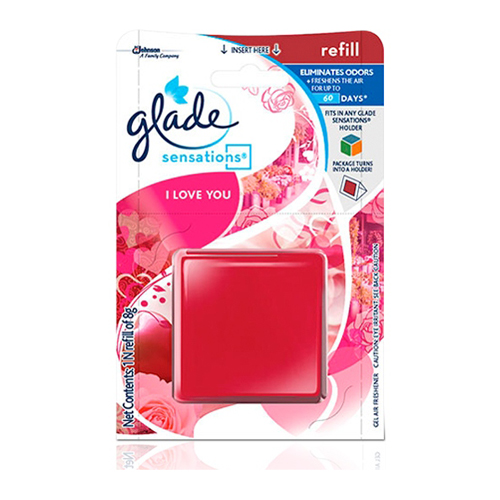 Johnson
A Family Company
↓ INSERT HERE ↓
refill
ELIMINATES ODORS
+ FRESHENS THE AIR
FOR UP TO
60 DAYS*
FITS IN ANY GLADE
SENSATIONS®
HOLDER
PACKAGE TURNS
INTO A HOLDER!
glade
sensations®
I LOVE YOU
Net Contents: 1 N refill of 8g
GEL AIR FRESHENER CAUTION: EYE IRRITANT. SEE BACK CAUTION.